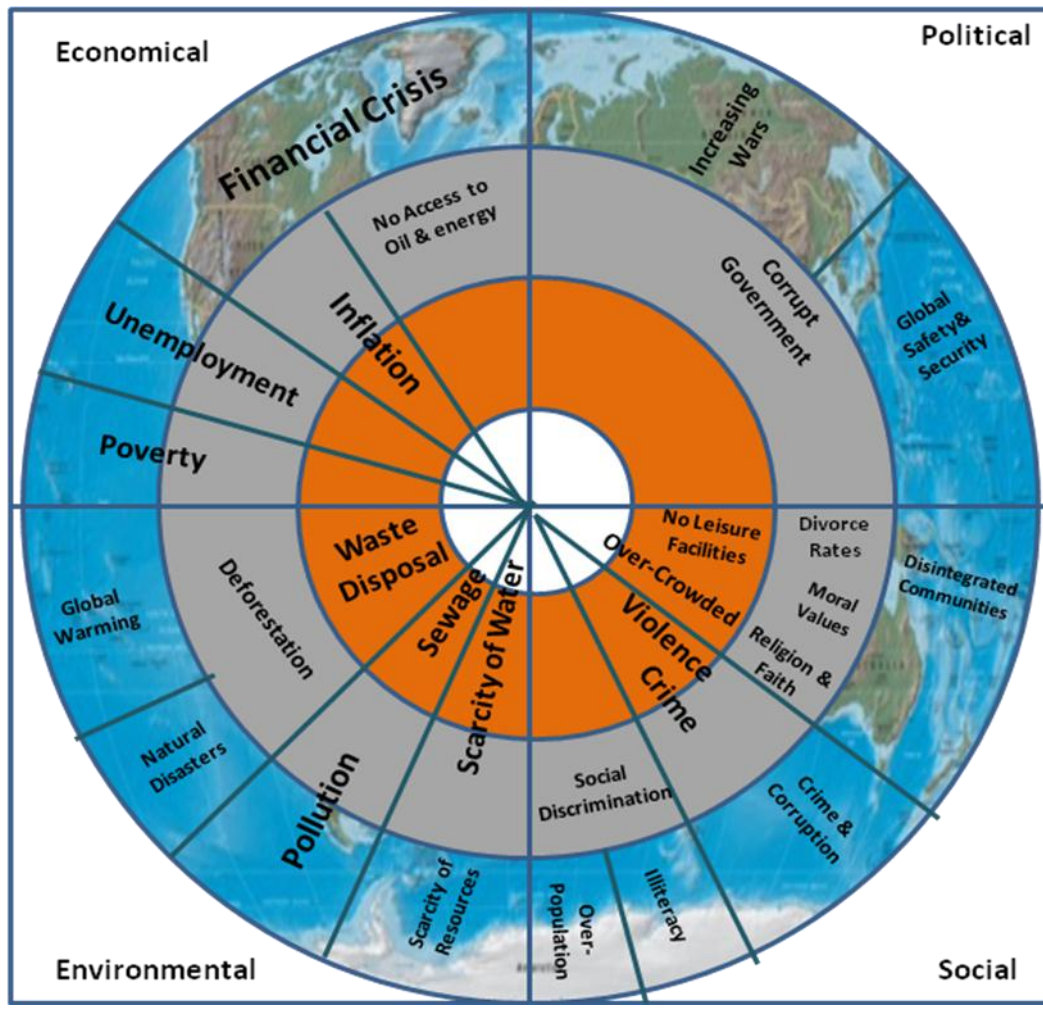 Economical
Political
Financial Crisis
No Access to
Oil & energy
Inflation
Unemployment
Poverty
Increasing
Wars
Corrupt
Government
Global
Safety&
Security
Waste
Disposal
Sewage
Scarcity of Water
Deforestation
Global
Warming
Natural
Disasters
Pollution
Scarcity of
Resources
No Leisure
Facilities
Over-Crowded
Violence
Crime
Divorce
Rates
Moral
Values
Religion &
Faith
Disintegrated
Communities
Social
Discrimination
Crime &
Corruption
Over-
Population
Illiteracy
Environmental
Social